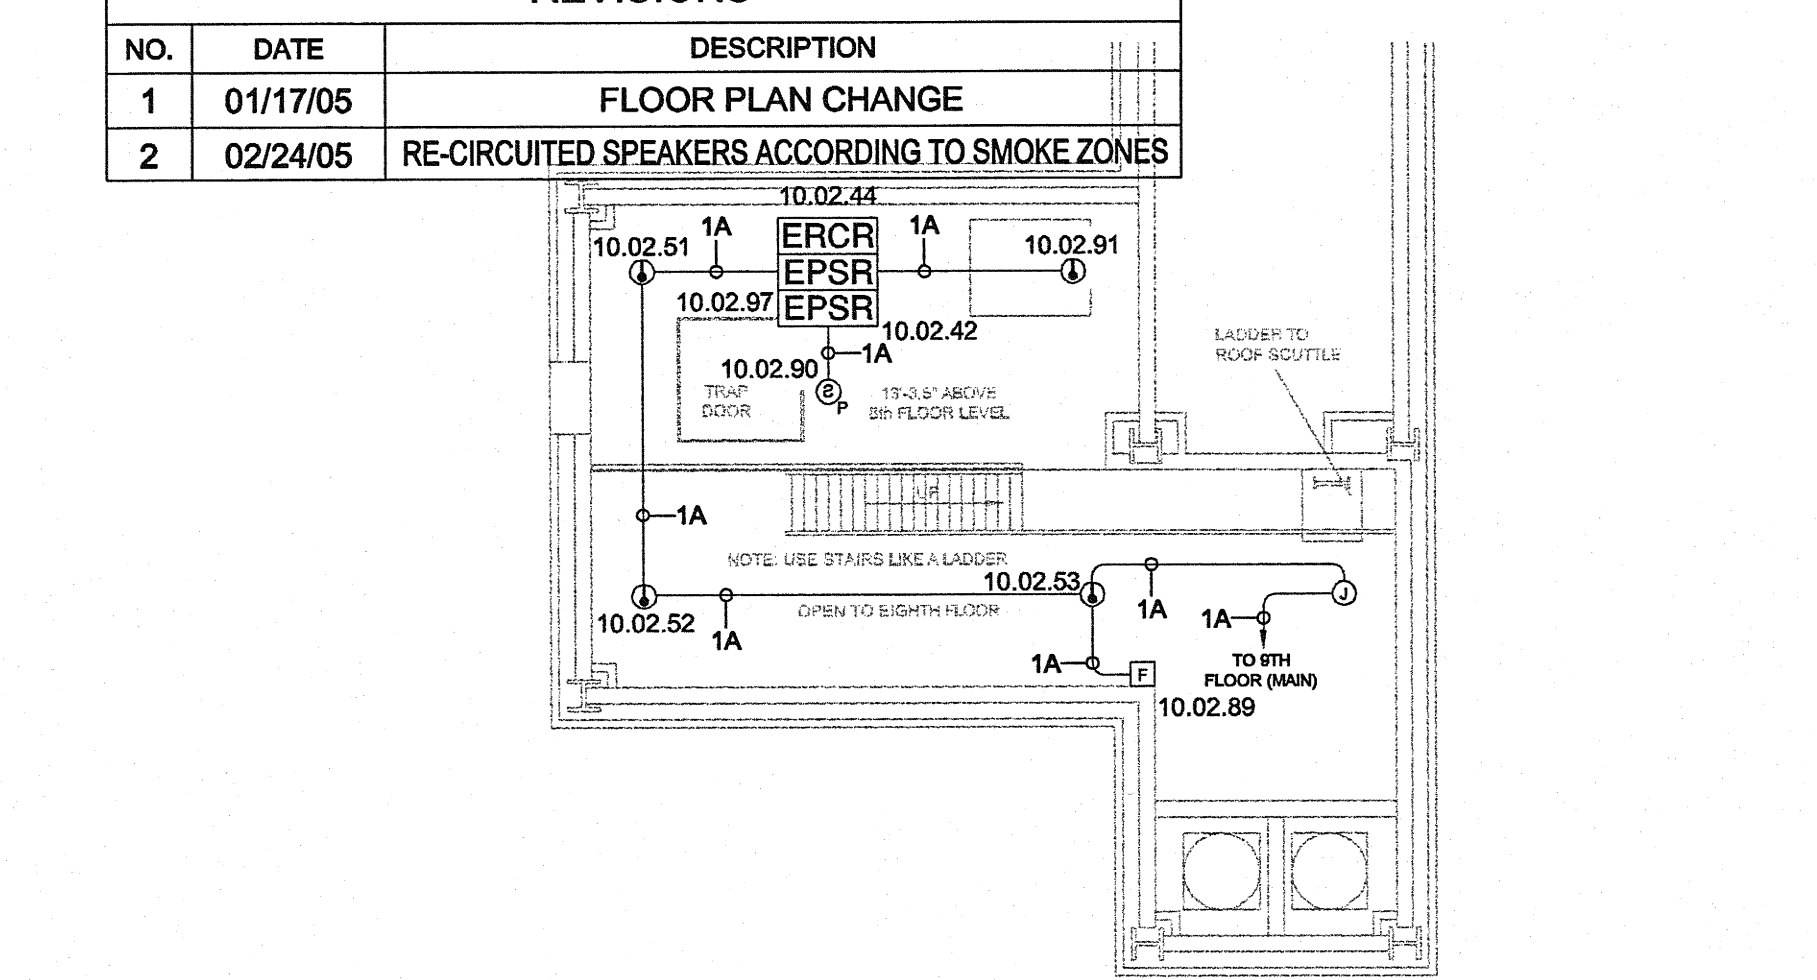 REVISIONS
NO. DATE DESCRIPTION
1 01/17/05 FLOOR PLAN CHANGE
2 02/24/05 RE-CIRCUITED SPEAKERS ACCORDING TO SMOKE ZONES
10.02.44
1A
ERCR
1A
10.02.51
10.02.91
EPSR
10.02.97
EPSR
10.02.42
1A
10.02.90
S
P
TRAP
DOOR
13'-3.5" ABOVE
8th FLOOR LEVEL
LADDER TO
ROOF SCUTTLE
UP
1A
NOTE: USE STAIRS LIKE A LADDER
10.02.53
OPEN TO EIGHTH FLOOR
10.02.52
1A
1A
J
1A
TO 9TH
FLOOR (MAIN)
1A
F
10.02.89